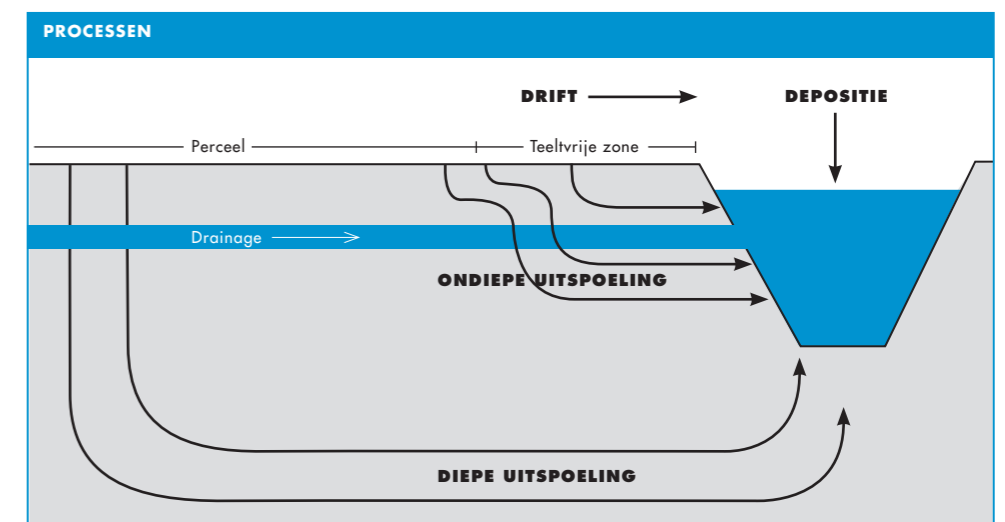 PROCESSEN
DRIFT
DEPOSITIE
Perceel
Teeltvrije zone
Drainage
ONDIEPE UITSPOELING
DIEPE UITSPOELING